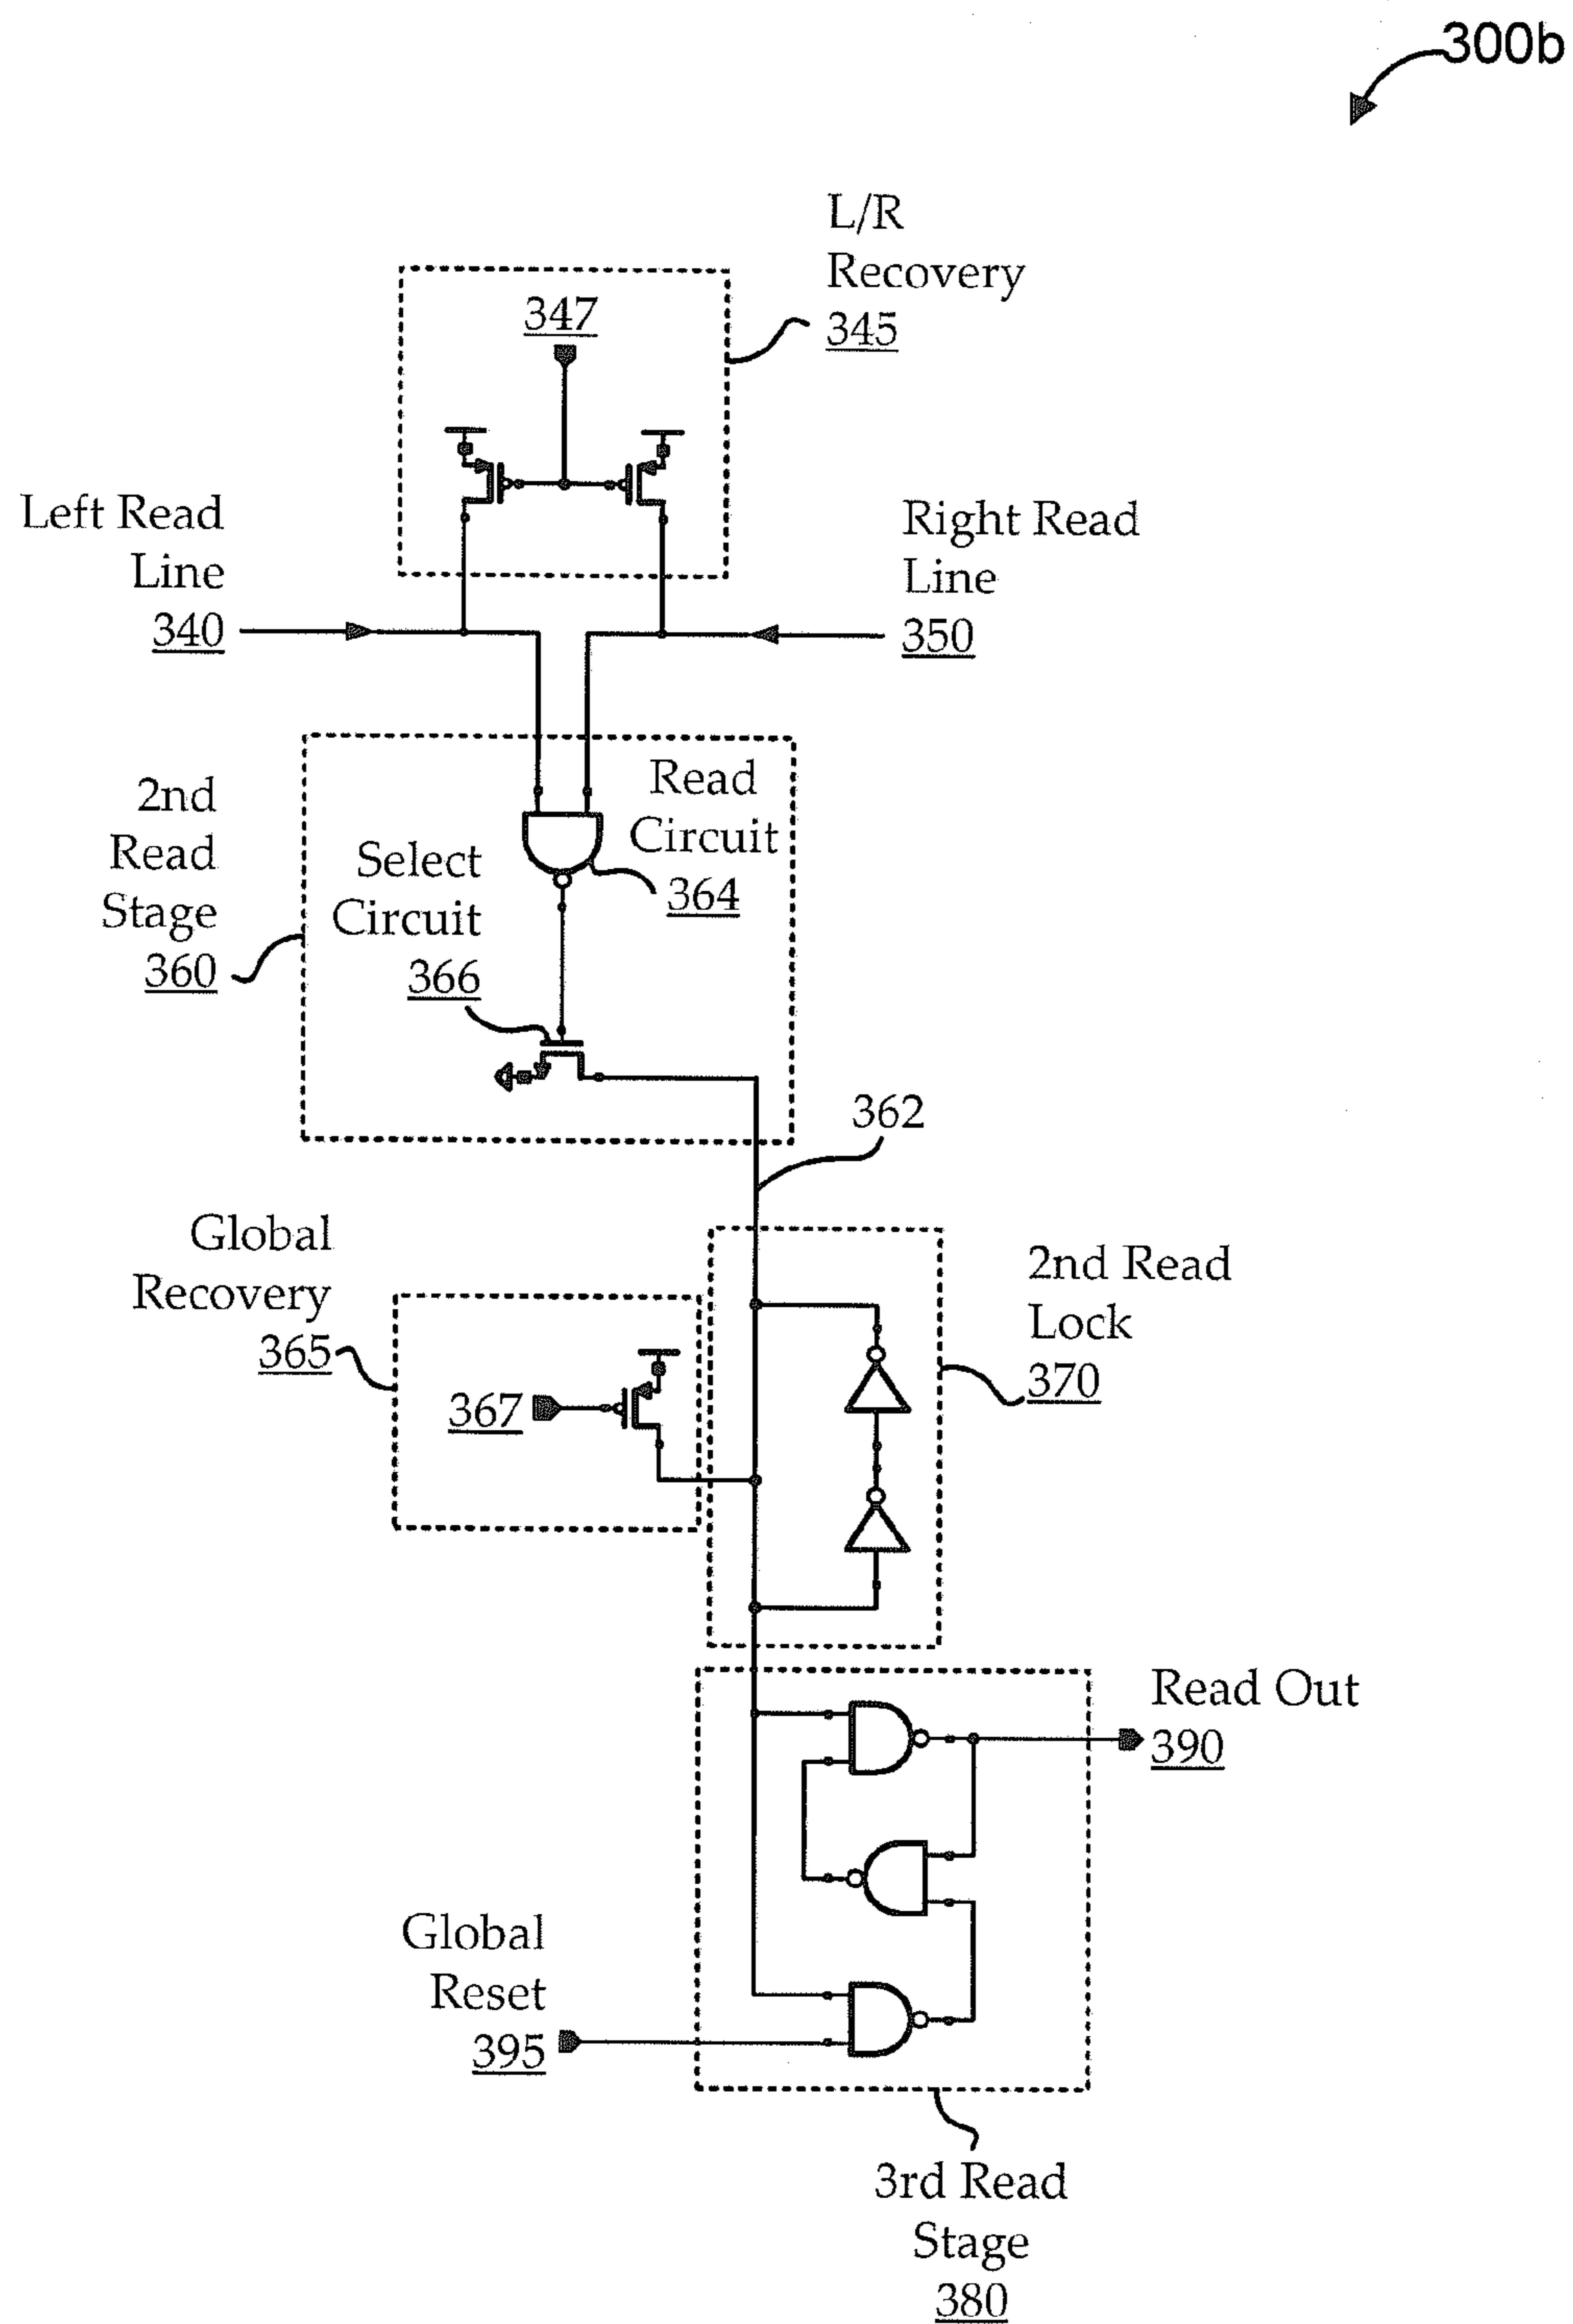 300b
L/R
Recovery
345
347
Left Read
Line
340
Right Read
Line
350
2nd
Read
Stage
360
Read
Circuit
364
Select
Circuit
366
362
Global
Recovery
365
367
2nd Read
Lock
370
Read Out
390
Global
Reset
395
3rd Read
Stage
380